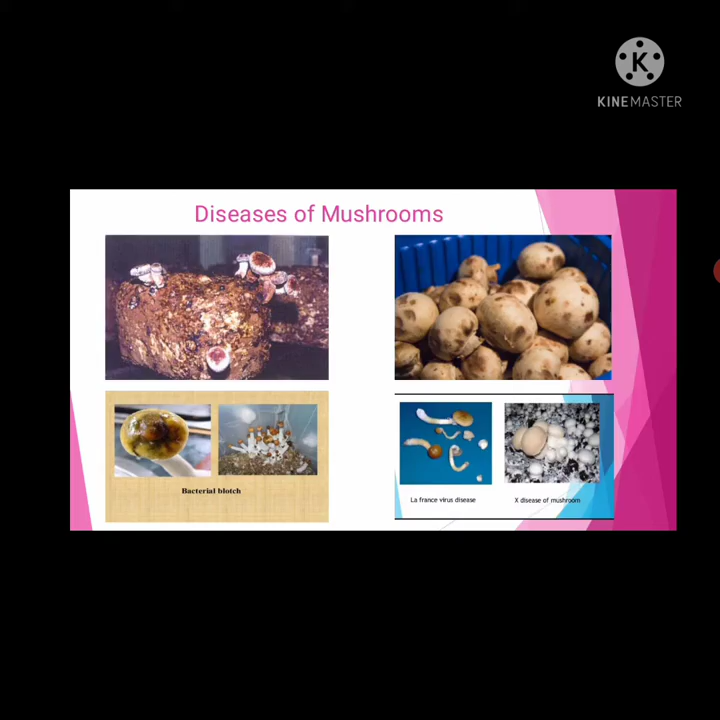 K
KINEMASTER
Diseases of Mushrooms
Bacterial blotch
La france virus disease
X disease of mushroom